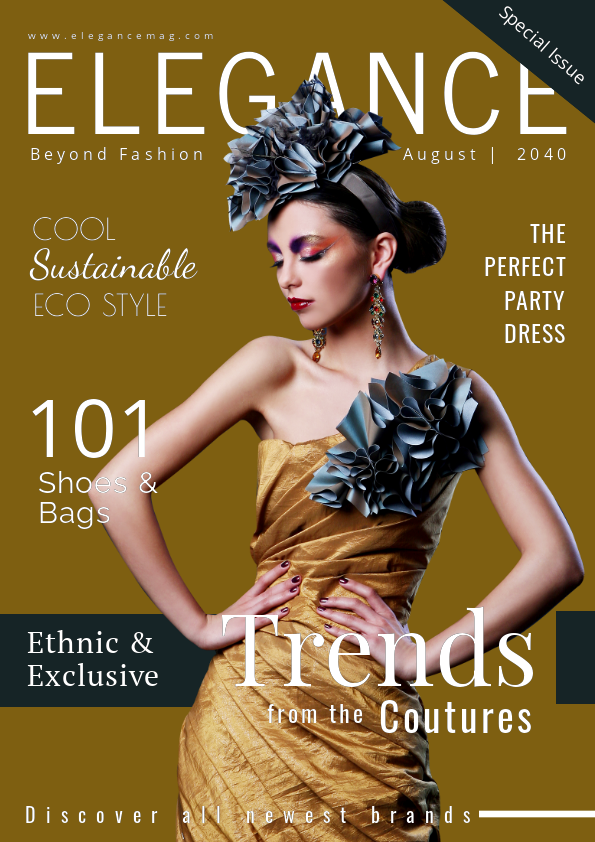 www.elegancemag.com
Special Issue
ELEGANCE
Beyond Fashion
August | 2040
COOL
Sustainable
ECO STYLE
THE
PERFECT
PARTY
DRESS
101
Shoes &
Bags
Ethnic &
Exclusive
Trends
from the Coutures
Discover all newest brands